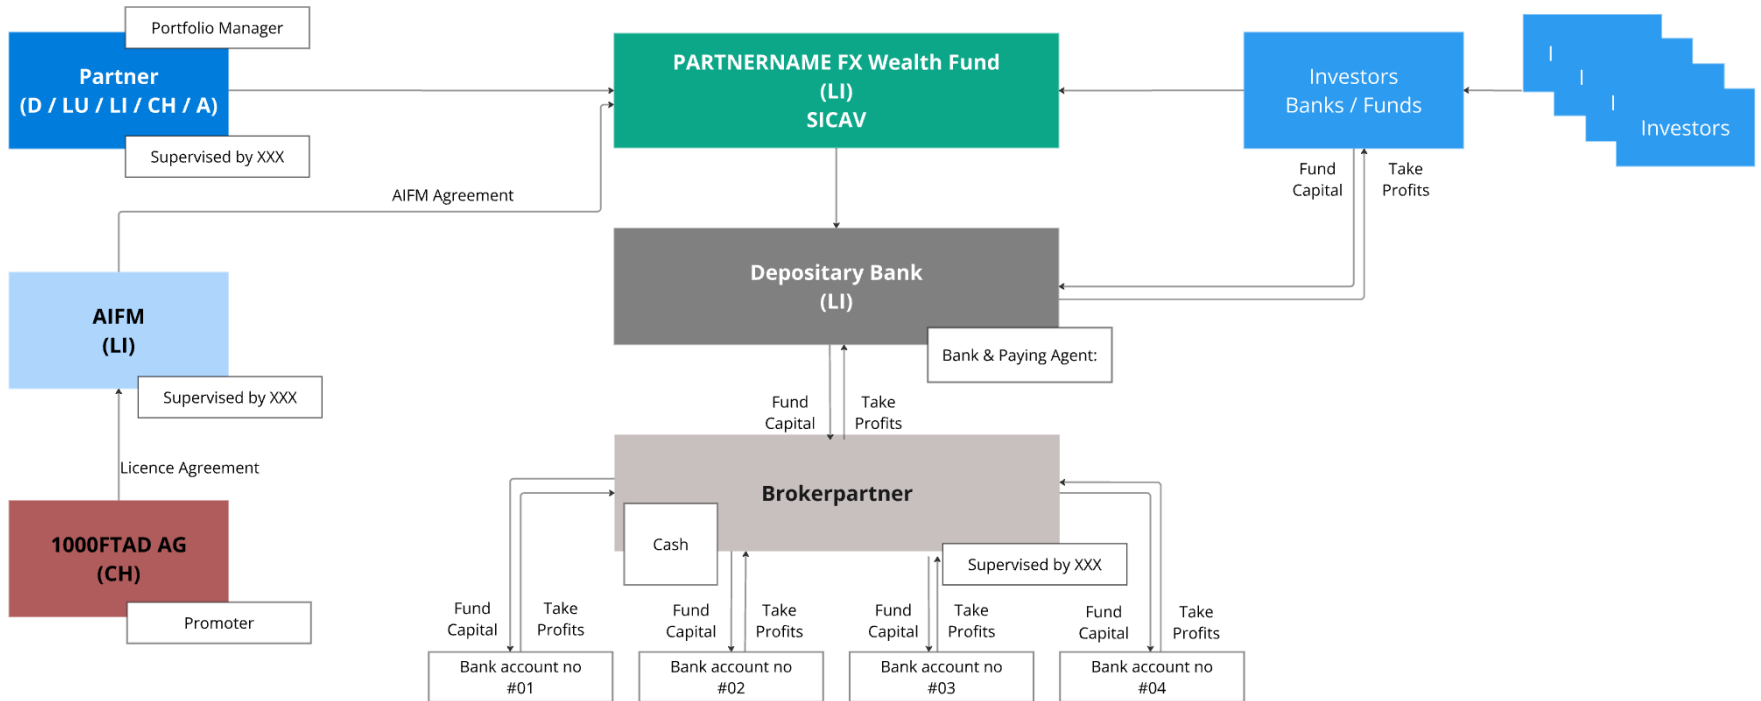 Portfolio Manager
Partner
(D / LU / LI / CH / A)
Supervised by XXX
PARTNERNAME FX Wealth Fund
(LI)
SICAV
Investors
Banks / Funds
I
I
I
Investors
Fund
Capital
Take
Profits
AIFM Agreement
Depositary Bank
(LI)
Bank & Paying Agent:
AIFM
(LI)
Supervised by XXX
Fund
Capital
Take
Profits
Licence Agreement
Brokerpartner
Cash
Supervised by XXX
1000FTAD AG
(CH)
Promoter
Fund
Capital
Take
Profits
Fund
Capital
Take
Profits
Fund
Capital
Take
Profits
Fund
Capital
Take
Profits
Bank account no
#01
Bank account no
#02
Bank account no
#03
Bank account no
#04